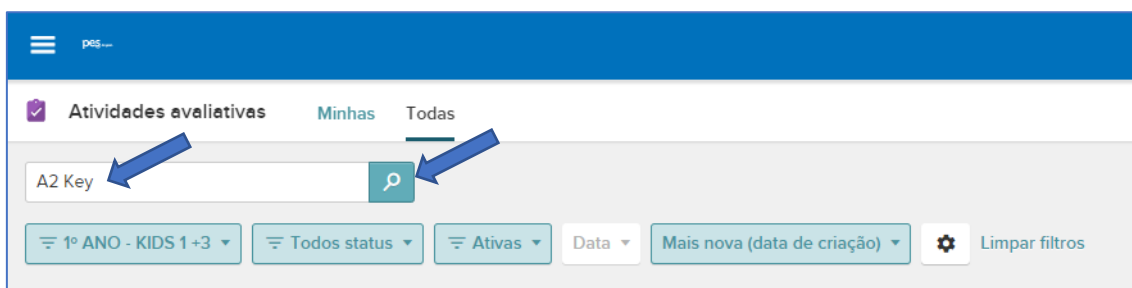 pes
Atividades avaliativas Minhas Todas
A2 Key
1º ANO - KIDS 1 +3 Todos status Ativas Data Mais nova (data de criação) Limpar filtros